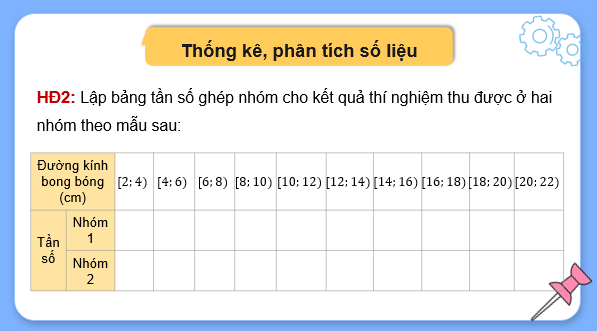 Thống kê, phân tích số liệu
HĐ2: Lập bảng tần số ghép nhóm cho kết quả thí nghiệm thu được ở hai
nhóm theo mẫu sau:
Đường kính
bong bóng
(cm)
[2; 4) [4; 6) [6; 8) [8; 10) [10; 12) [12; 14) [14; 16) [16; 18) [18; 20) [20; 22)
Tần
số
Nhóm
1
Nhóm
2